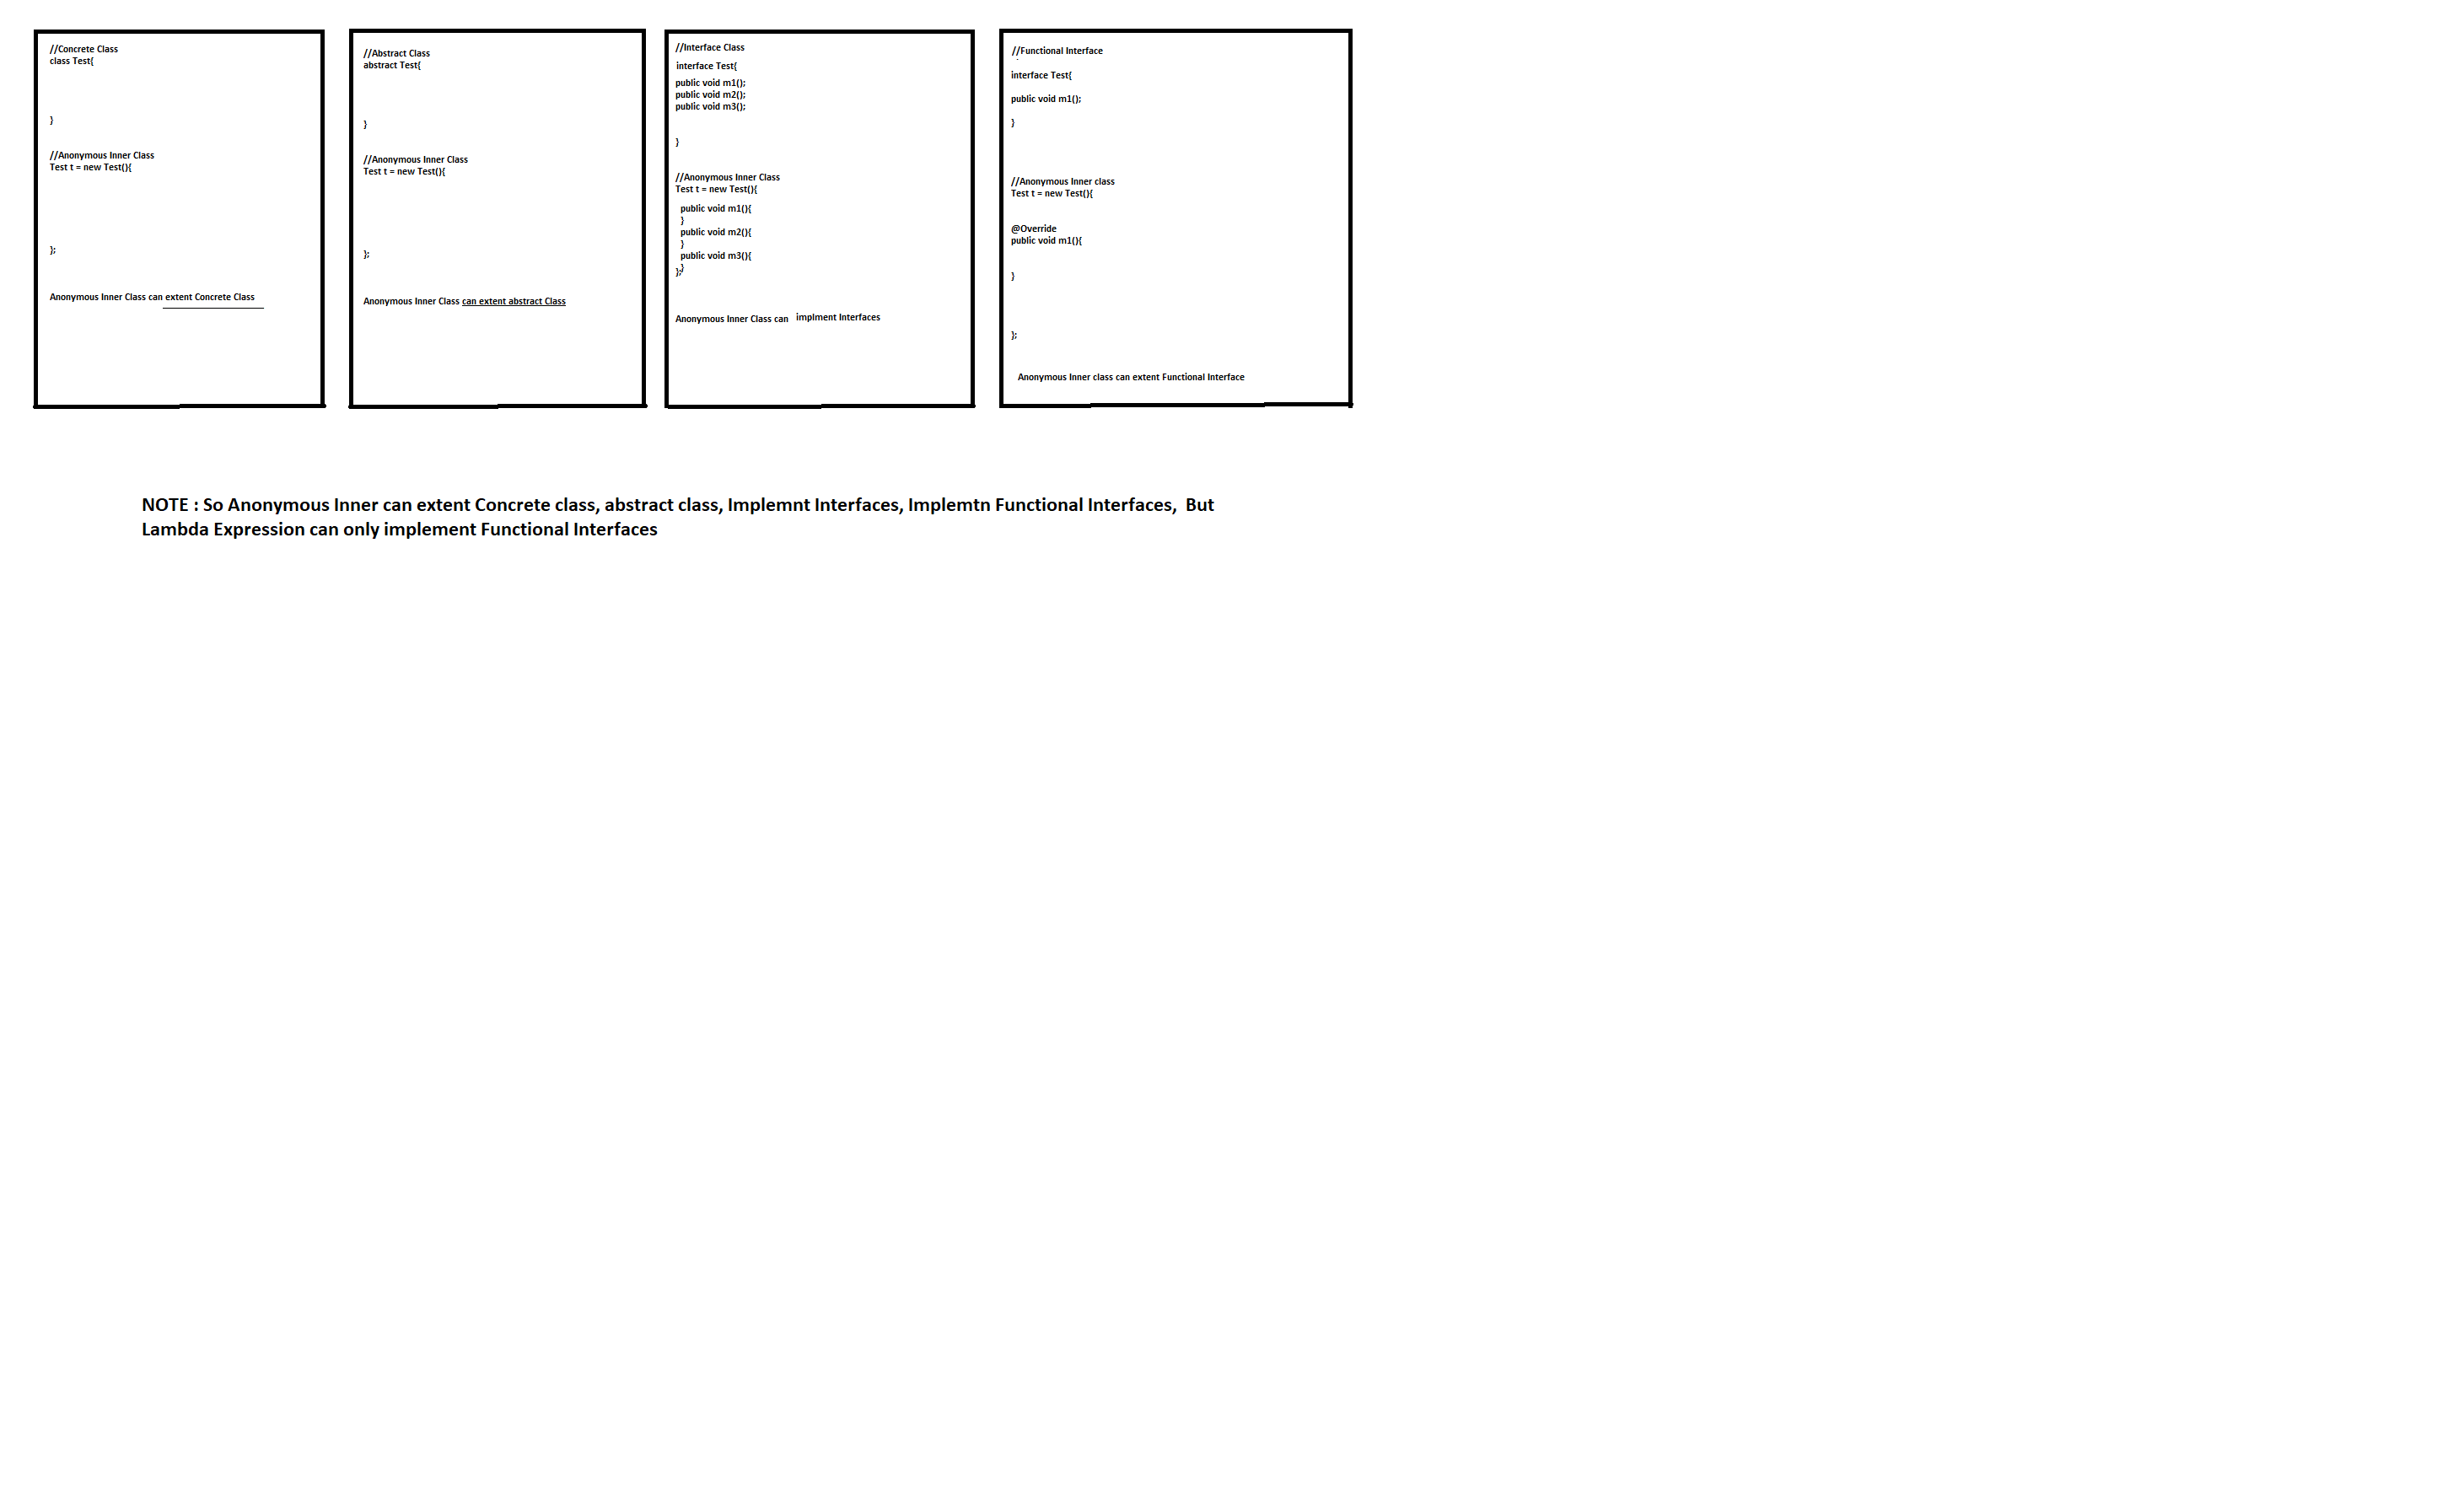 //Concrete Class
class Test{
}
//Anonymous Inner Class
Test t = new Test(){
};
Anonymous Inner Class can extent Concrete Class
//Abstract Class
abstract Test{
}
//Anonymous Inner Class
Test t = new Test(){
};
Anonymous Inner Class can extent abstract Class
//Interface Class
interface Test{
public void m1();
public void m2();
public void m3();
}
//Anonymous Inner Class
Test t = new Test(){
public void m1(){
}
public void m2(){
}
public void m3(){
}
};
Anonymous Inner Class can implment Interfaces
//Functional Interface
interface Test{
public void m1();
}
//Anonymous Inner class
Test t = new Test(){
@Override
public void m1(){
}
};
Anonymous Inner class can extent Functional Interface
NOTE : So Anonymous Inner can extent Concrete class, abstract class, Implemnt Interfaces, Implemtn Functional Interfaces, But
Lambda Expression can only implement Functional Interfaces